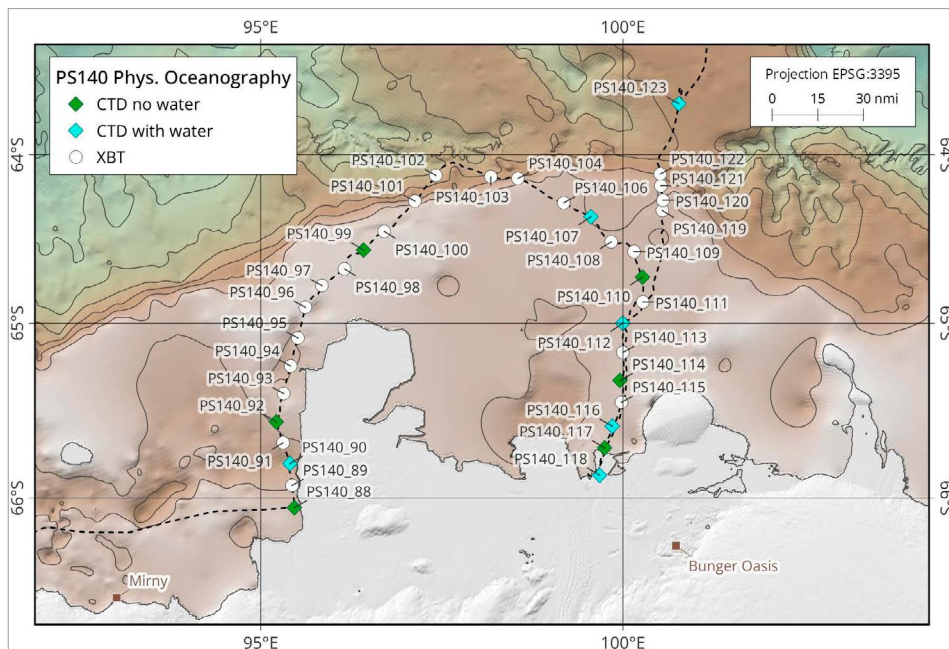 95°E
100°E
PS140 Phys. Oceanography
CTD no water
CTD with water
XBT
Projection EPSG:3395
0 15 30 nmi
PS140_123
64°S
64°S
PS140_102
PS140_104
PS140_122
PS140_101
PS140_103
PS140_106
PS140_121
PS140_120
PS140_99
PS140_100
PS140_107
PS140_119
PS140_108
PS140_109
PS140_97
PS140_98
PS140_96
PS140_110
PS140_111
PS140_95
65°S
65°S
PS140_94
PS140_112
PS140_113
PS140_93
PS140_114
PS140_115
PS140_92
PS140_116
PS140_117
PS140_91
PS140_90
PS140_118
PS140_89
PS140_88
66°S
66°S
Mirny
Bunger Oasis
95°E
100°E